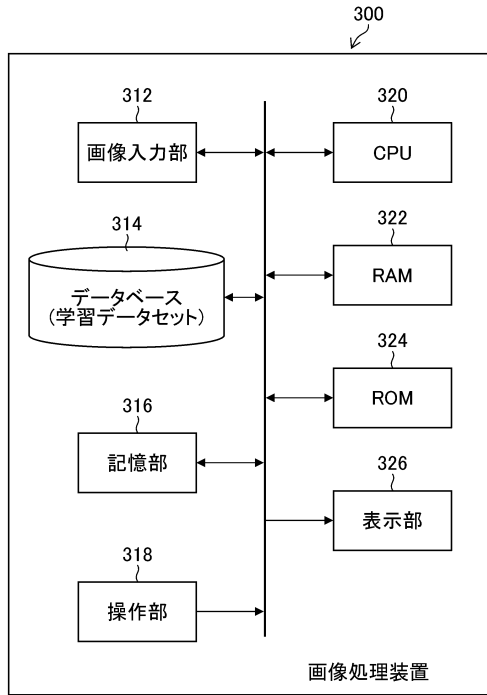 300
312
画像入力部
320
CPU
314
データベース
(学習データセット)
322
RAM
324
ROM
316
記憶部
326
表示部
318
操作部
画像処理装置